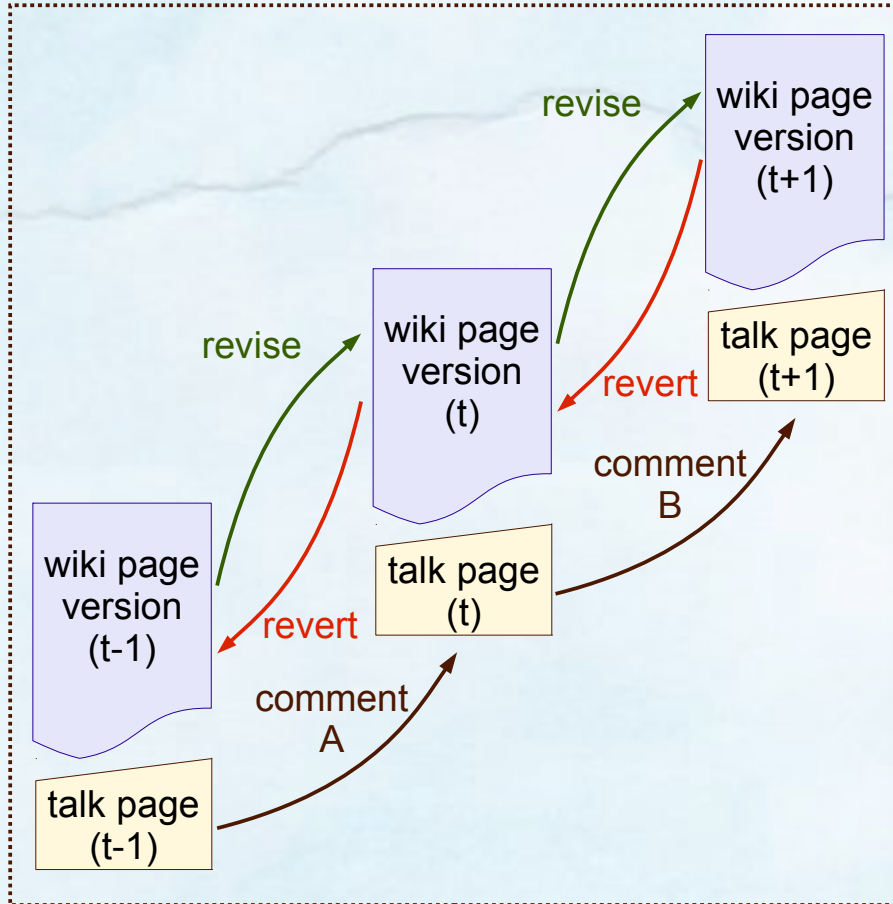 revise
wiki page
version
(t+1)
revise
wiki page
version
(t)
revert
talk page
(t+1)
comment
B
wiki page
version
(t-1)
revert
talk page
(t)
comment
A
talk page
(t-1)